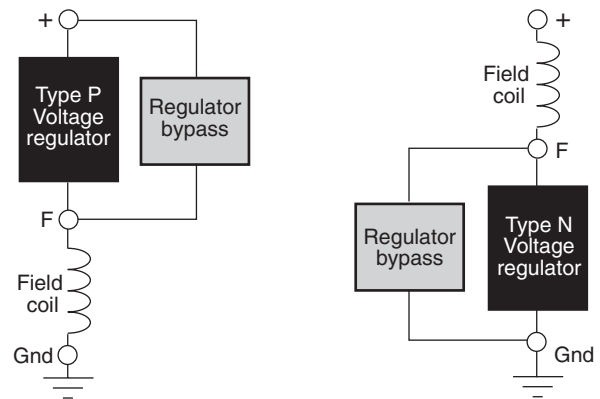 +
Type P
Voltage
regulator
Regulator
bypass
F
Field
coil
Gnd
+
Field
coil
F
Regulator
bypass
Type N
Voltage
regulator
Gnd